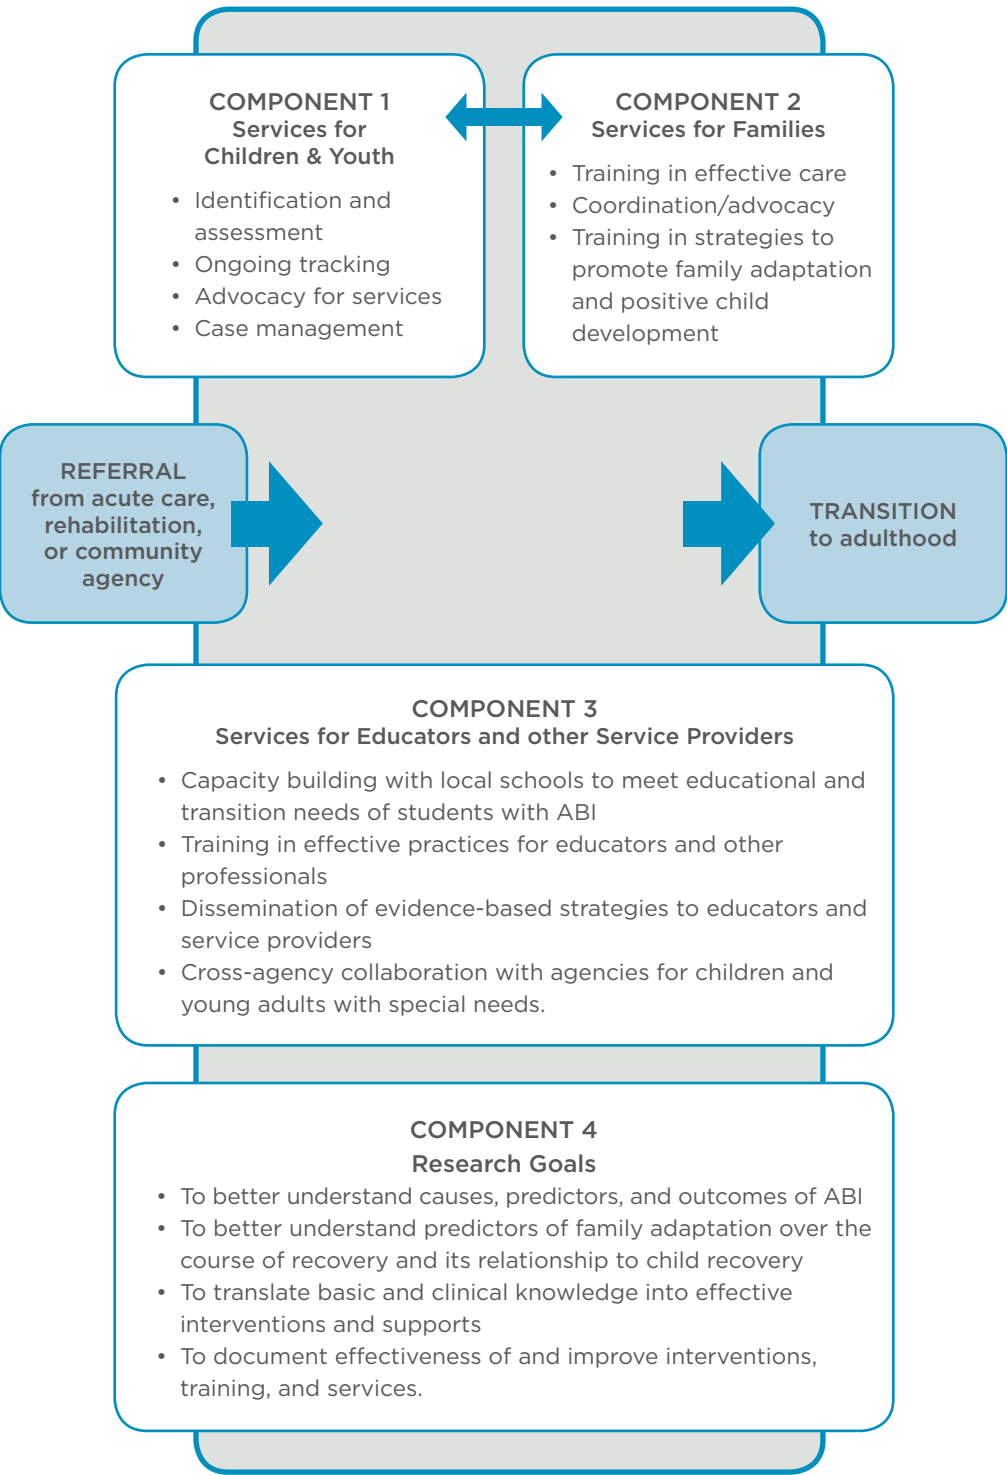 COMPONENT 1
Services for
Children & Youth
• Identification and
assessment
• Ongoing tracking
• Advocacy for services
• Case management
COMPONENT 2
Services for Families
• Training in effective care
• Coordination/advocacy
• Training in strategies to
promote family adaptation
and positive child
development
REFERRAL
from acute care,
rehabilitation,
or community
agency
TRANSITION
to adulthood
COMPONENT 3
Services for Educators and other Service Providers
• Capacity building with local schools to meet educational and
transition needs of students with ABI
• Training in effective practices for educators and other
professionals
• Dissemination of evidence-based strategies to educators and
service providers
• Cross-agency collaboration with agencies for children and
young adults with special needs.
COMPONENT 4
Research Goals
• To better understand causes, predictors, and outcomes of ABI
• To better understand predictors of family adaptation over the
course of recovery and its relationship to child recovery
• To translate basic and clinical knowledge into effective
interventions and supports
• To document effectiveness of and improve interventions,
training, and services.